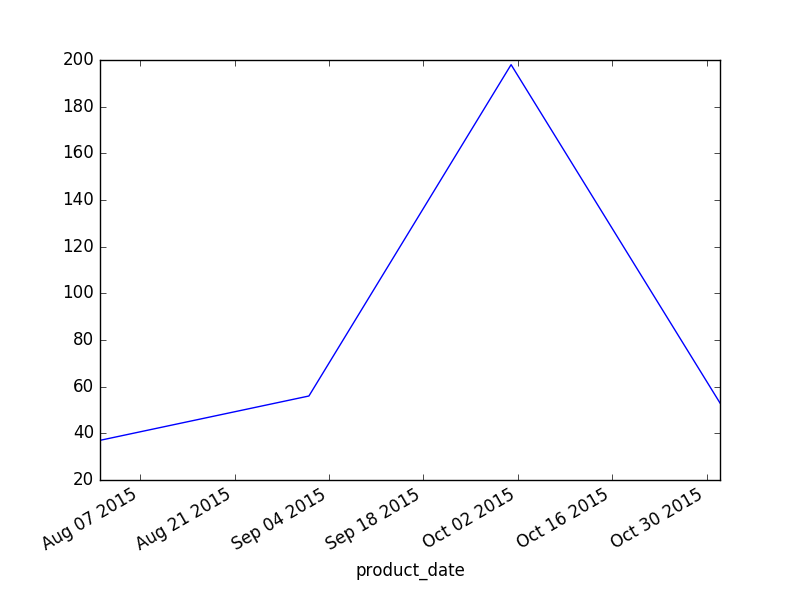 200
180
160
140
120
100
80
60
40
20
Aug 07 2015
Aug 21 2015
Sep 04 2015
Sep 18 2015
Oct 02 2015
Oct 16 2015
Oct 30 2015
product_date